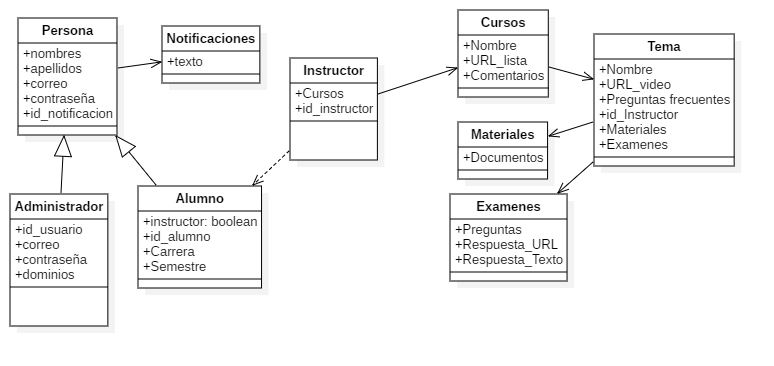 Persona
+nombres
+apellidos
+correo
+contraseña
+id_notificacion
Notificaciones
+texto
Instructor
+Cursos
+id_instructor
Cursos
+Nombre
+URL_lista
+Comentarios
Tema
+Nombre
+URL_video
+Preguntas frecuentes
+id_Instructor
+Materiales
+Examenes
Materiales
+Documentos
Administrador
+id_usuario
+correo
+contraseña
+dominios
Alumno
+instructor: boolean
+id_alumno
+Carrera
+Semestre
Examenes
+Preguntas
+Respuesta_URL
+Respuesta_Texto